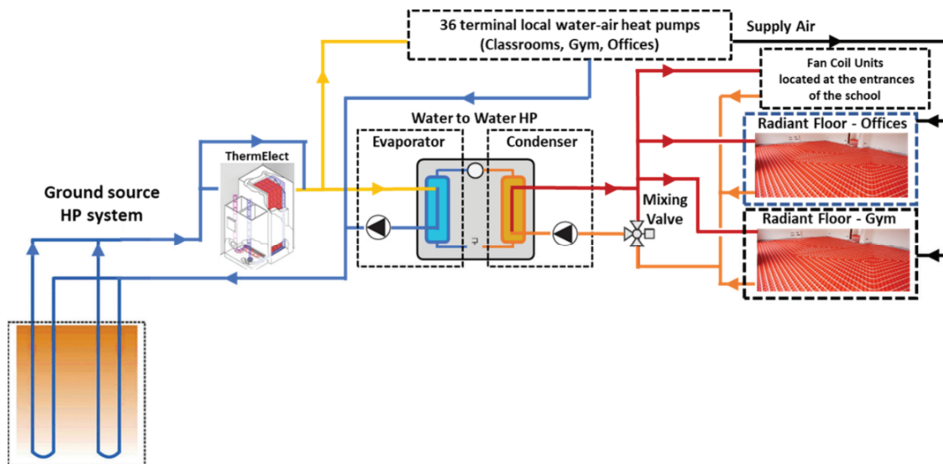 36 terminal local water-air heat pumps
(Classrooms, Gym, Offices)
Supply Air
Fan Coil Units
located at the entrances
of the school
Water to Water HP
Evaporator
Condenser
Radiant Floor - Offices
ThermElect
Ground source
HP system
Mixing
Valve
Radiant Floor - Gym